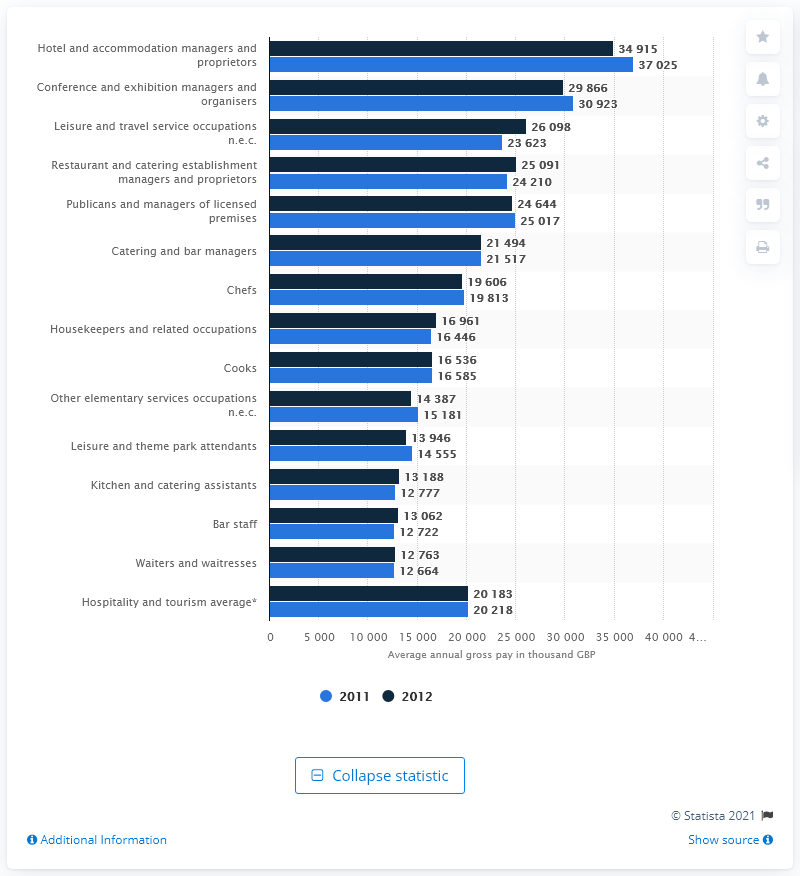 Hotel and accommodation managers and
proprietors
34 915
37 025
Conference and exhibition managers and
organisers
29 866
30 923
Leisure and travel service occupations
n.e.c.
26 098
23 623
Restaurant and catering establishment
managers and proprietors
25 091
24 210
Publicans and managers of licensed
premises
24 644
25 017
Catering and bar managers
21 494
21 517
Chefs
19 606
19 813
Housekeepers and related occupations
16 961
16 446
Cooks
16 536
16 585
Other elementary services occupations
n.e.c.
14 387
15 181
Leisure and theme park attendants
13 946
14 555
Kitchen and catering assistants
13 188
12 777
Bar staff
13 062
12 722
Waiters and waitresses
12 763
12 664
Hospitality and tourism average*
20 183
20 218
0 5 000 10 000 15 000 20 000 25 000 30 000 35 000 40 000 4...
Average annual gross pay in thousand GBP
2011 2012
Collapse statistic
© Statista 2021
Additional Information Show source